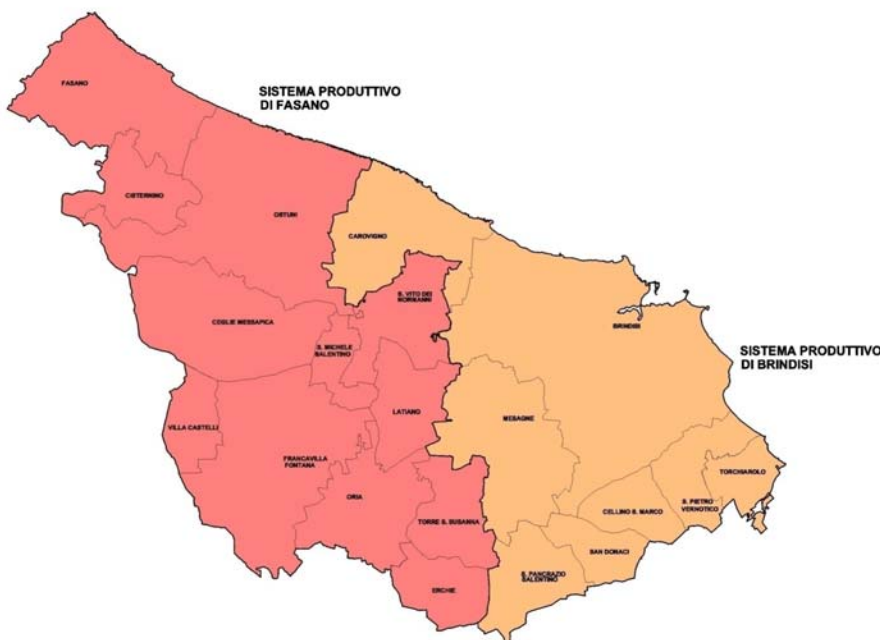 FASANO
SISTEMA PRODUTTIVO
DI FASANO
CISTERNINO
OSTUNI
CAROVIGNO
S. VITO DEI
NORMANNI
CEGLIE MESSAPICA
BRINDISI
S. MICHELE
SALENTINO
SISTEMA PRODUTTIVO
DI BRINDISI
LATIANO
MESAGNE
VILLA CASTELLI
FRANCAVILLA
FONTANA
TORCHIAROLO
ORIA
S. PIETRO
VERNOTICO
CELLINO S. MARCO
TORRE S. SUSANNA
SAN DONACI
S. PANCRAZIO
SALENTINO
ERCHIE